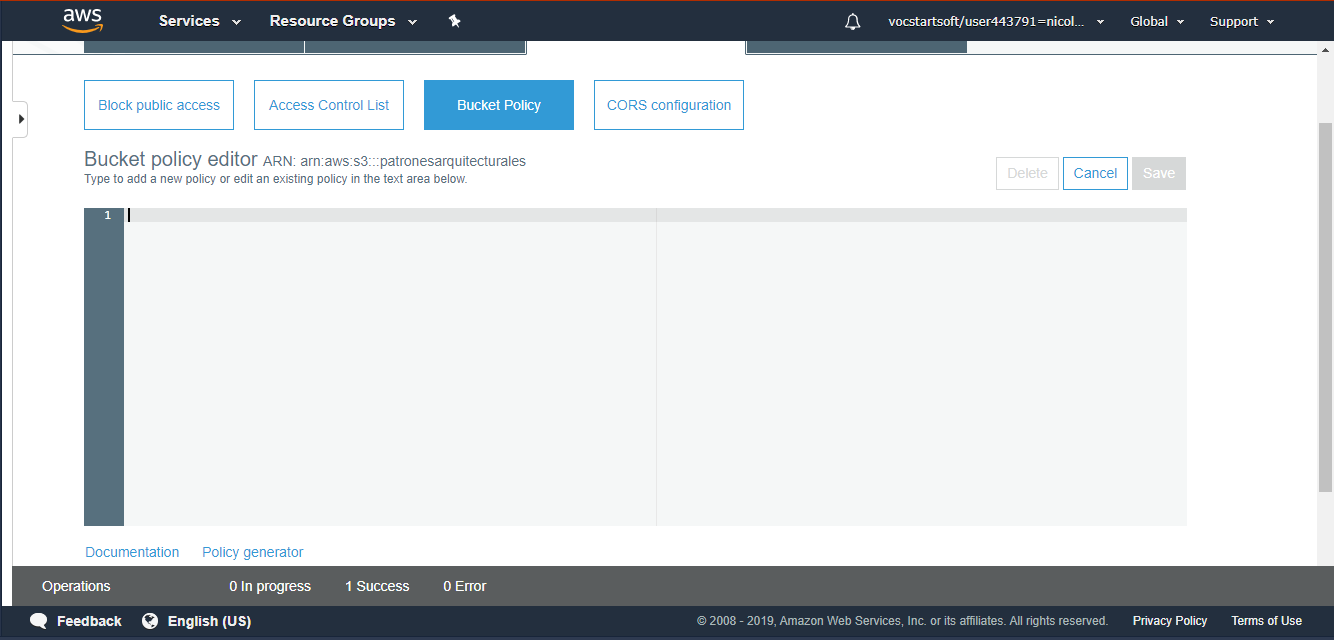 aws Services Resource Groups vocstartsoft/user443791=nicol... Global Support
Block public access Access Control List Bucket Policy CORS configuration
Bucket policy editor ARN: arn:aws:s3:::patronesarquitecturales
Type to add a new policy or edit an existing policy in the text area below.
Delete Cancel Save
1
Documentation Policy generator
Operations 0 In progress 1 Success 0 Error
Feedback English (US) © 2008 - 2019, Amazon Web Services, Inc. or its affiliates. All rights reserved. Privacy Policy Terms of Use